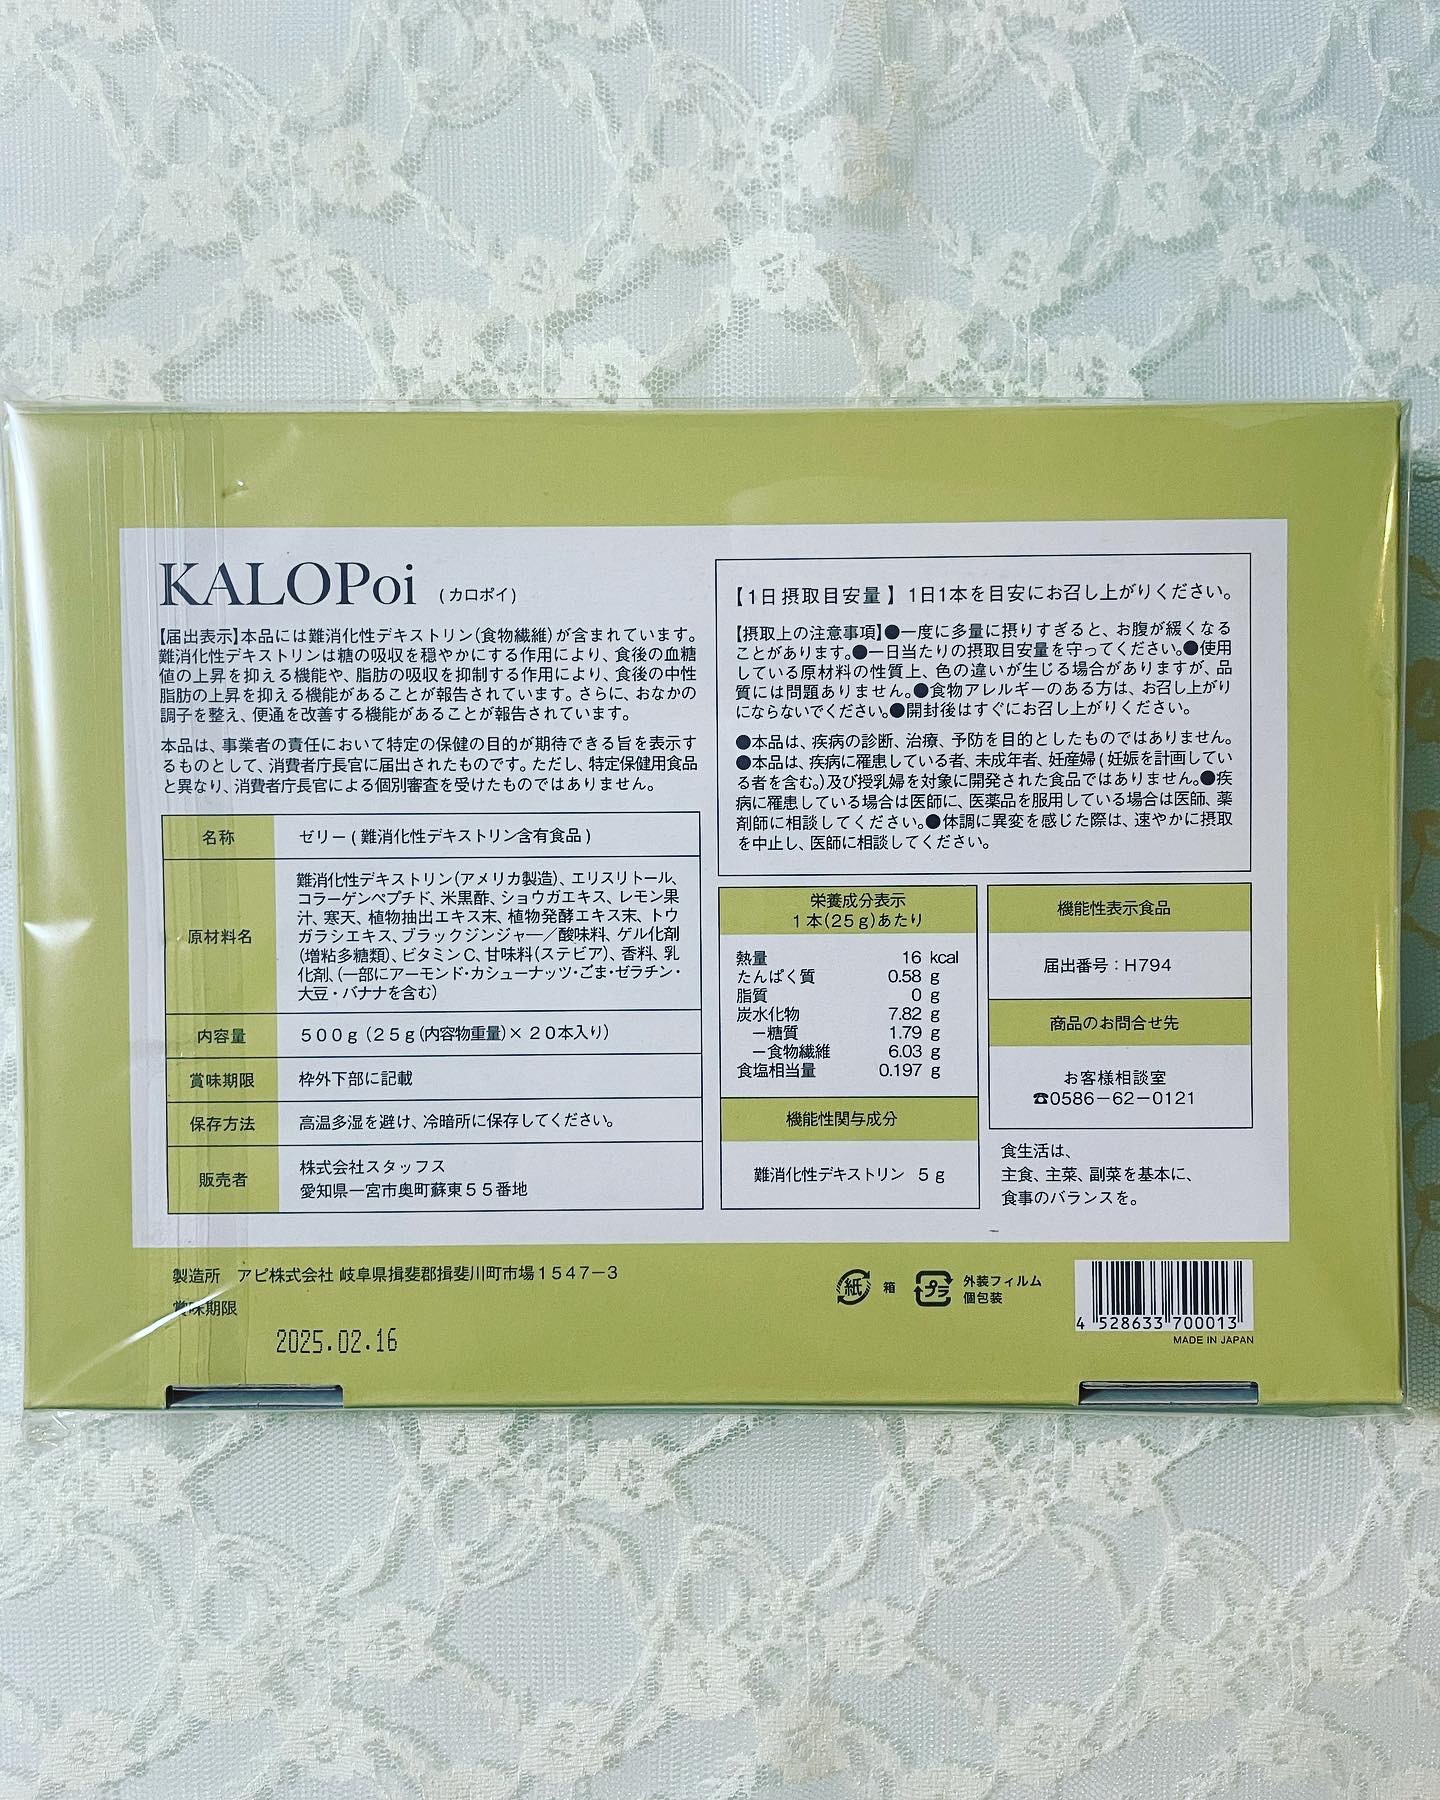 KALOPoi (カロポイ)
【届出表示】本品には難消化性デキストリン(食物繊維)が含まれています。
難消化性デキストリンは糖の吸収を穏やかにする作用により、食後の血糖
値の上昇を抑える機能や、脂肪の吸収を抑制する作用により、食後の中性
脂肪の上昇を抑える機能があることが報告されています。さらに、おなかの
調子を整え、便通を改善する機能があることが報告されています。
本品は、事業者の責任において特定の保健の目的が期待できる旨を表示す
るものとして、消費者庁長官に届出されたものです。ただし、特定保健用食品
と異なり、消費者庁長官による個別審査を受けたものではありません。
名称 ゼリー(難消化性デキストリン含有食品)
原材料名
難消化性デキストリン(アメリカ製造)、エリスリトール、
コラーゲンペプチド、米黒酢、ショウガエキス、レモン果
汁、寒天、植物抽出エキス末、植物発酵エキス末、トウ
ガラシエキス、ブラックジンジャー/酸味料、ゲル化剤
(増粘多糖類)、ビタミンC、甘味料(ステビア)、香料、乳
化剤、(一部にアーモンド・カシューナッツ・ごま・ゼラチン・
大豆・バナナを含む)
内容量 500g(25g(内容物重量)×20本入り)
賞味期限 枠外下部に記載
保存方法 高温多湿を避け、冷暗所に保存してください。
販売者
株式会社スタッフス
愛知県一宮市奥町蘇東55番地
【1日摂取目安量】1日1本を目安にお召し上がりください。
【摂取上の注意事項】●一度に多量に摂りすぎると、お腹が緩くなる
ことがあります。●一日当たりの摂取目安量を守ってください。●使用
している原材料の性質上、色の違いが生じる場合がありますが、品
質には問題ありません。●食物アレルギーのある方は、お召し上がり
にならないでください。●開封後はすぐにお召し上がりください。
●本品は、疾病の診断、治療、予防を目的としたものではありません。
●本品は、疾病に罹患している者、未成年者、妊産婦(妊娠を計画してい
る者を含む。)及び授乳婦を対象に開発された食品ではありません。●疾
病に罹患している場合は医師に、医薬品を服用している場合は医師、薬
剤師に相談してください。●体調に異変を感じた際は、速やかに摂取
を中止し、医師に相談してください。
栄養成分表示
1本(25g)あたり
熱量 16 kcal
たんぱく質 0.58 g
脂質 0 g
炭水化物 7.82 g
ー糖質 1.79 g
ー食物繊維 6.03 g
食塩相当量 0.197 g
機能性関与成分
難消化性デキストリン 5g
機能性表示食品
届出番号:H794
商品のお問合せ先
お客様相談室
☎0586-62-0121
食生活は、
主食、主菜、副菜を基本に、
食事のバランスを。
製造所 アピ株式会社 岐阜県揖斐郡揖斐川町市場1547-3
賞味期限
2025.02.16
紙 箱
プラ 外装フィルム
個包装
4 528633 700013
MADE IN JAPAN